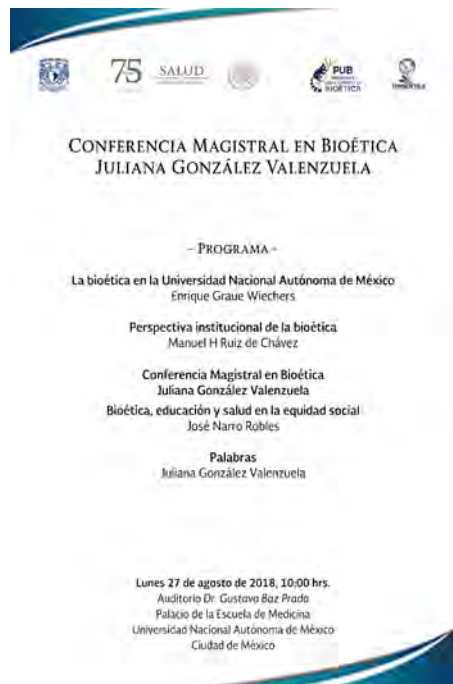 75 SALUD
PUB
BIOÉTICA
CONFERENCIA MAGISTRAL EN BIOÉTICA
JULIANA GONZÁLEZ VALENZUELA
- PROGRAMA -
La bioética en la Universidad Nacional Autónoma de México
Enrique Graue Wiechers
Perspectiva institucional de la bioética
Manuel H Ruiz de Chávez
Conferencia Magistral en Bioética
Juliana González Valenzuela
Bioética, educación y salud en la equidad social
José Narro Robles
Palabras
Juliana González Valenzuela
Lunes 27 de agosto de 2018, 10:00 hrs.
Auditorio Dr. Gustavo Baz Prada
Palacio de la Escuela de Medicina
Universidad Nacional Autónoma de México
Ciudad de México